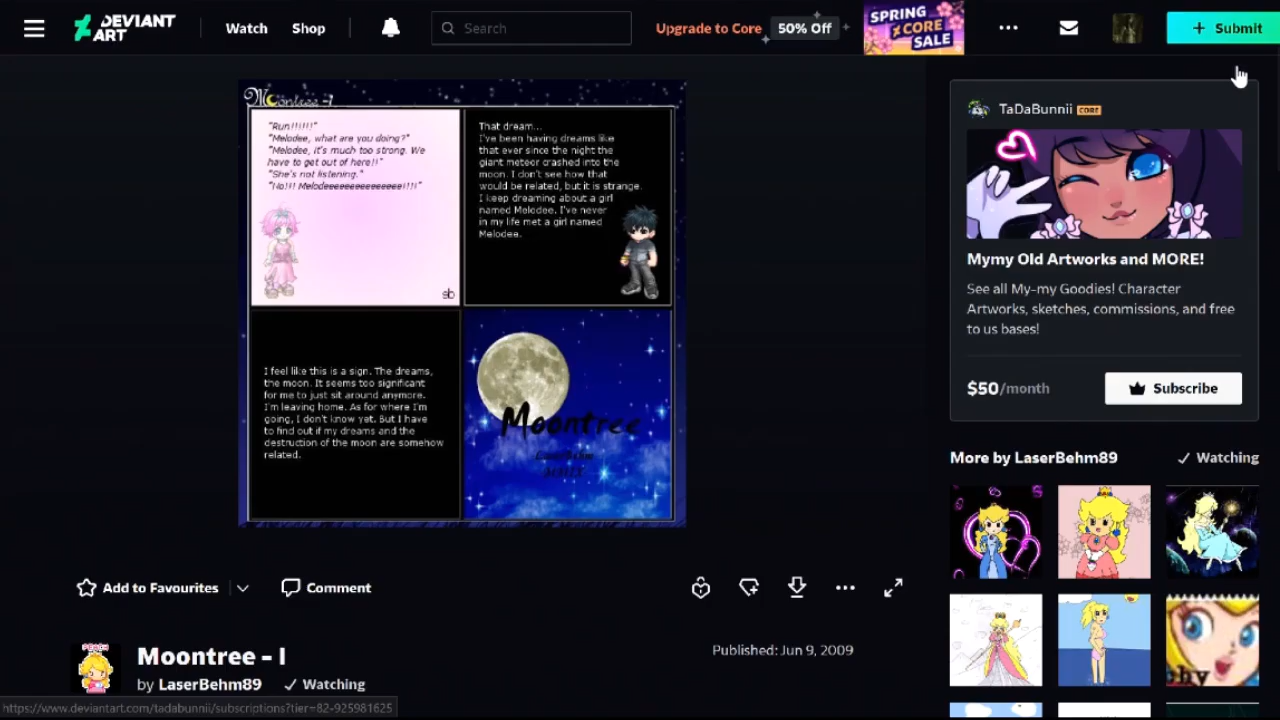 DEVIANT
ART
Watch
Shop
Search
Upgrade to Core
50% Off
SPRING
CORE
SALE
+ Submit
Moontree -I
"Run!!!!!!"
"Melodee, what are you doing?"
"Melodee, it's much too strong. We
have to get out of here!!"
"She's not listening."
"No!!! Melodeeeeeeeeeeeeeee!!!!"
sb
That dream...
I've been having dreams like
that ever since the night the
giant meteor crashed into the
moon. I don't see how that
would be related, but it is strange.
I keep dreaming about a girl
named Melodee. I've never
in my life met a girl named
Melodee.
I feel like this is a sign. The dreams,
the moon. It seems too significant
for me to just sit around anymore.
I'm leaving home. As for where I'm
going, I don't know yet. But I have
to find out if my dreams and the
destruction of the moon are somehow
related.
Moontree
LaserBehm
MMIX
TaDaBunnii CORE
Mymy Old Artworks and MORE!
See all My-my Goodies! Character
Artworks, sketches, commissions, and free
to us bases!
$50/month
Subscribe
More by LaserBehm89
Watching
Add to Favourites
Comment
PEACH
Moontree - I
by LaserBehm89
Watching
Published: Jun 9, 2009
https://www.deviantart.com/tadabunnii/subscriptions?tier=82-925981625